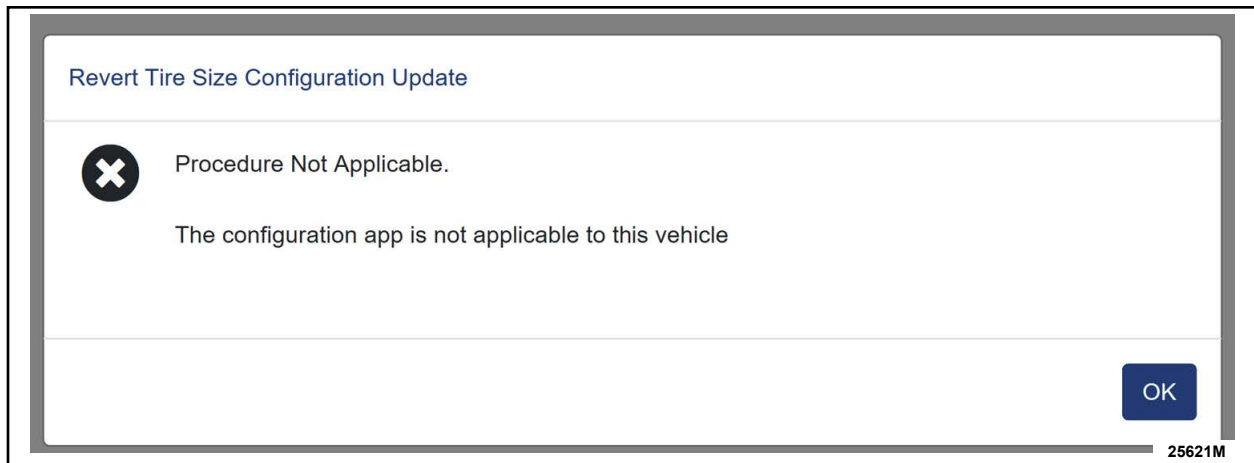 Revert Tire Size Configuration Update
Procedure Not Applicable.
The configuration app is not applicable to this vehicle
OK
25621M